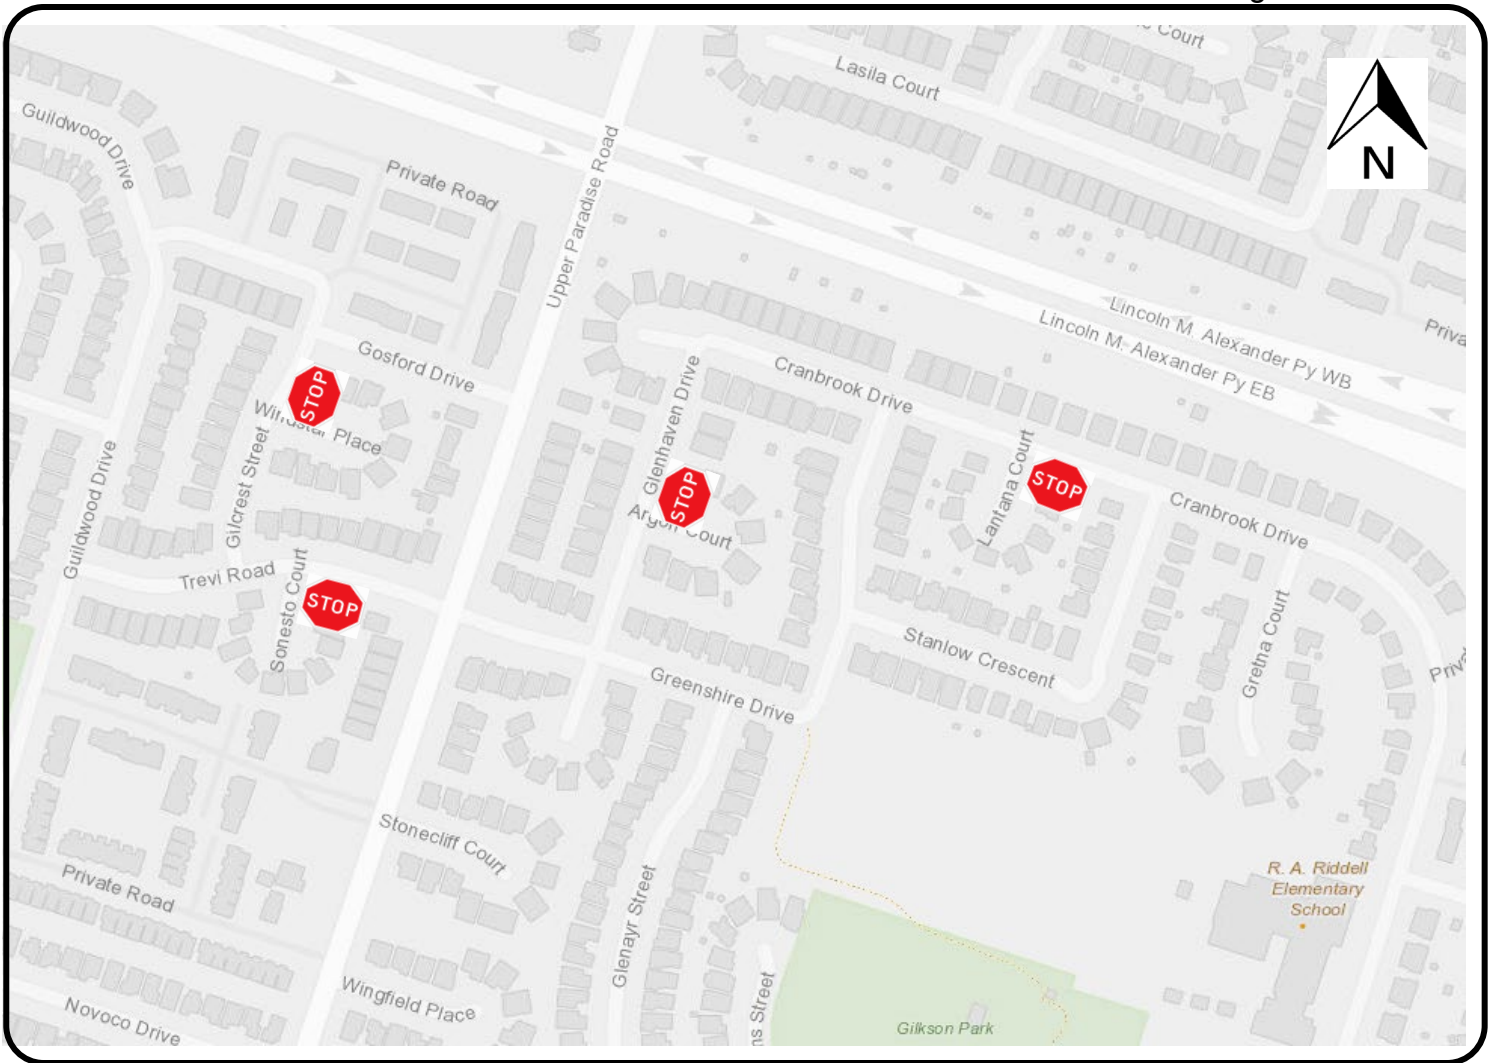 Court
Lasila Court
N
Guildwood Drive
Private Road
Upper Paradise Road
Lincoln M. Alexander Py WB
Lincoln M. Alexander Py EB
Gosford Drive
Cranbrook Drive
STOP
Windstar Place
Glenhaven Drive
STOP
Argon Court
Lantana Court
STOP
Cranbrook Drive
Gilcrest Street
Guildwood Drive
Trevi Road
Sonesto Court
STOP
Gretna Court
Stanlow Crescent
Greenshire Drive
Stonecliff Court
Private Road
Glenayr Street
R. A. Riddell
Elementary
School
Wingfield Place
Novoco Drive
Street
Gilkson Park